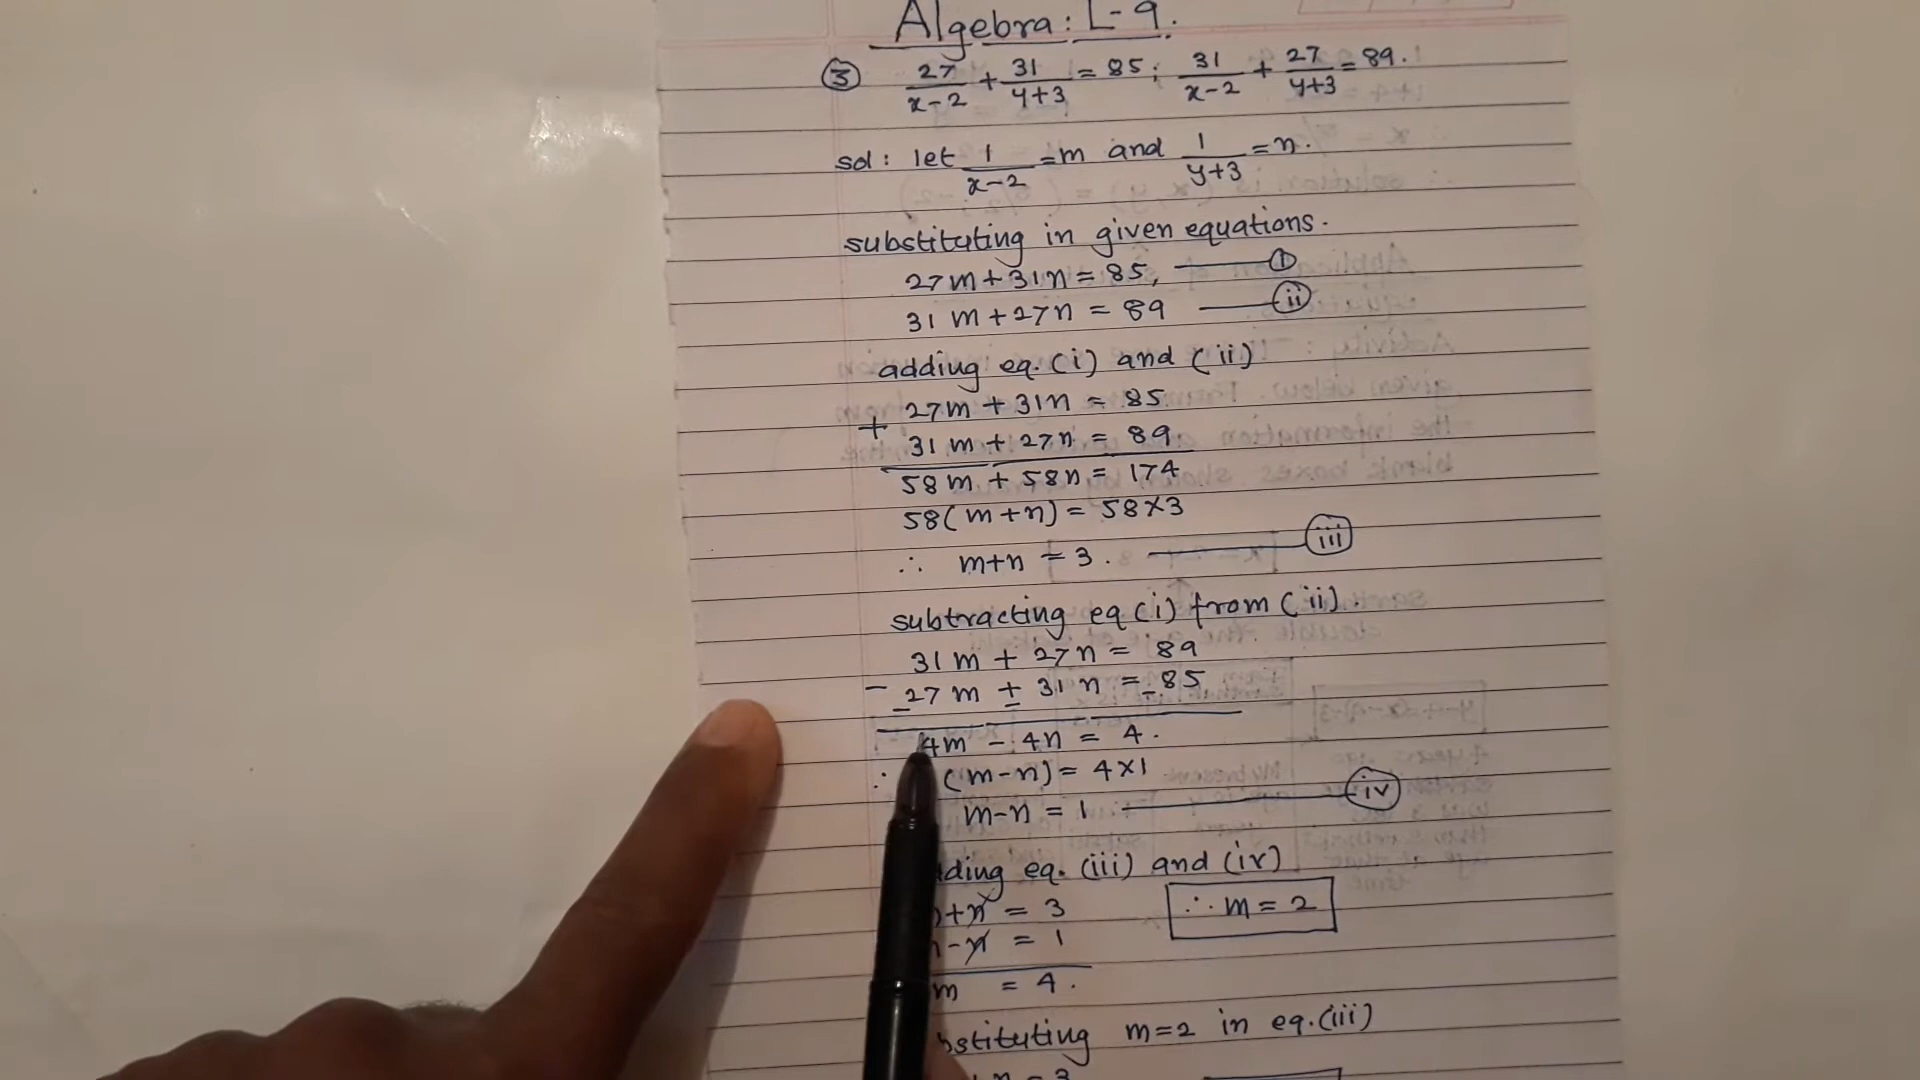 Algebra: L-9.
③ 27/x-2 + 31/y+3 = 85; 31/x-2 + 27/y+3 = 89.
sol: let 1/x-2 = m and 1/y+3 = n.
substituting in given equations.
27m + 31n = 85, — (i)
31m + 27n = 89 — (ii)
adding eq. (i) and (ii)
27m + 31n = 85
+ 31m + 27n = 89
58m + 58n = 174
58(m+n) = 58×3
∴ m+n = 3. — (iii)
subtracting eq (i) from (ii).
31m + 27n = 89
- 27m + 31n = 85
- - -
4m - 4n = 4.
(m-n) = 4×1
m-n = 1 — (iv)
eq. (iii) and (iv)
+n = 3
-n = 1
m = 4.
∴ m = 2
m=2 in eq.(iii)